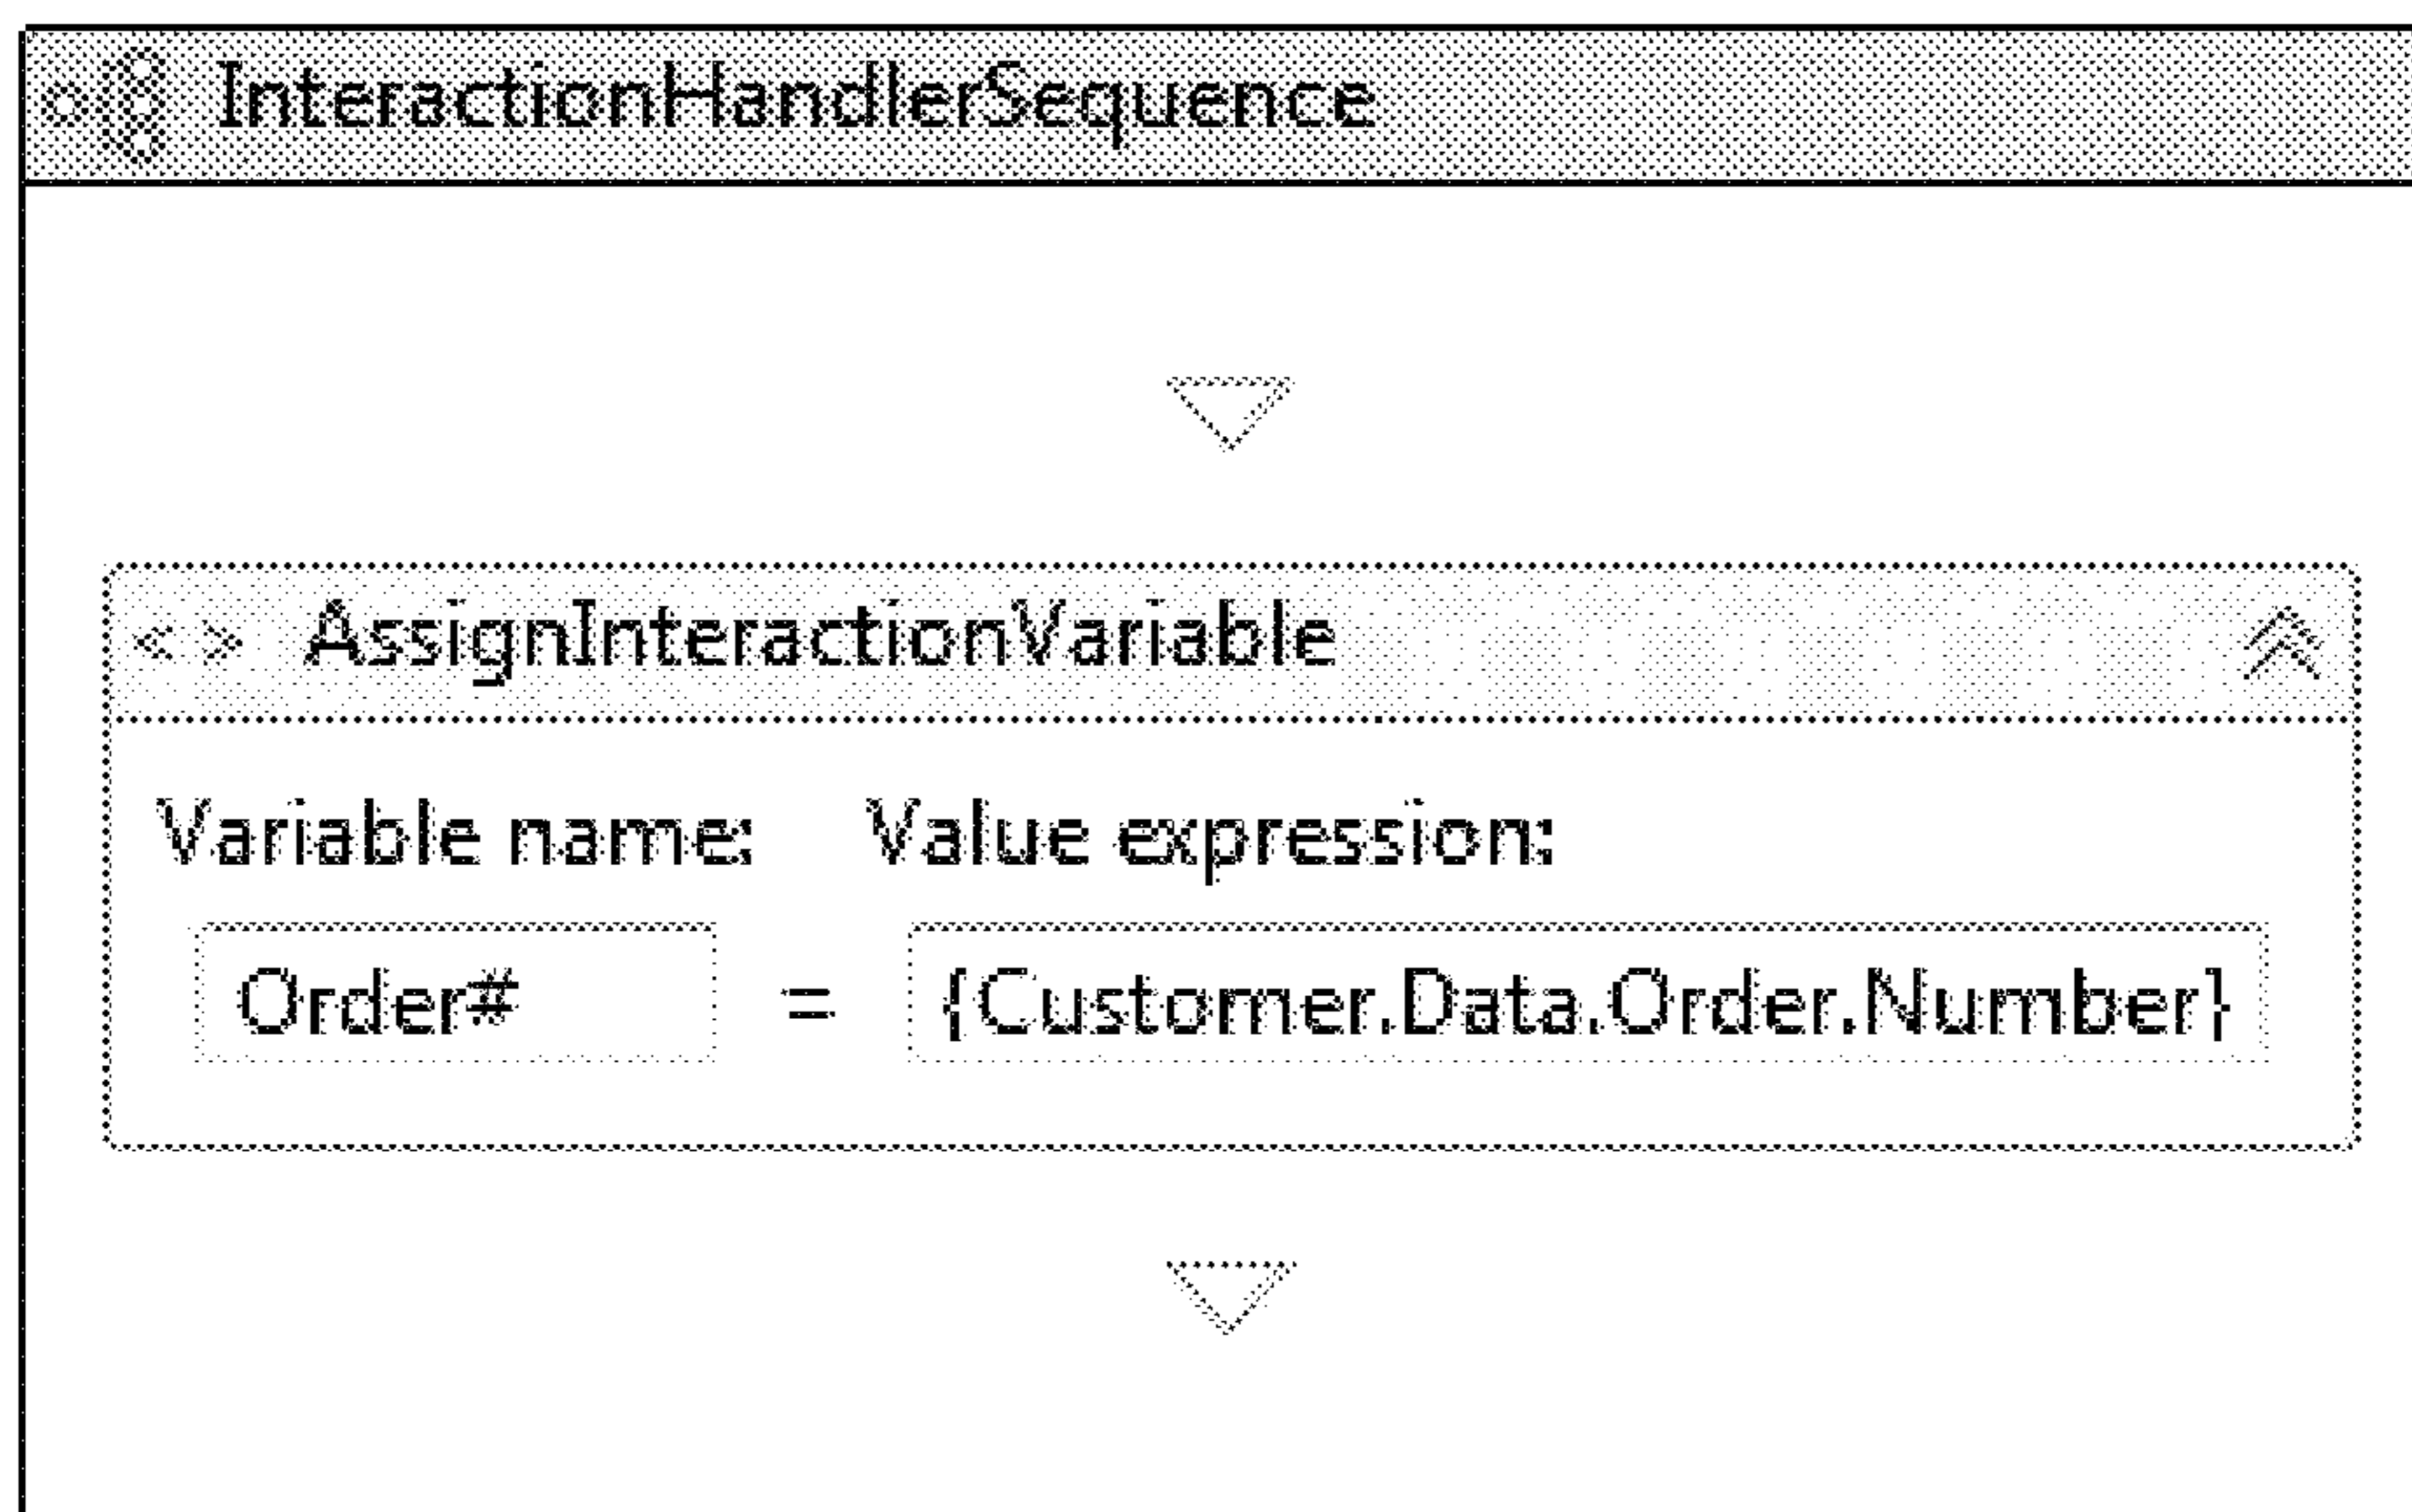 InteractionHandlerSequence
< > AssignInteractionVariable
Variable name: Value expression:
Order# = {Customer.Data.Order.Number}